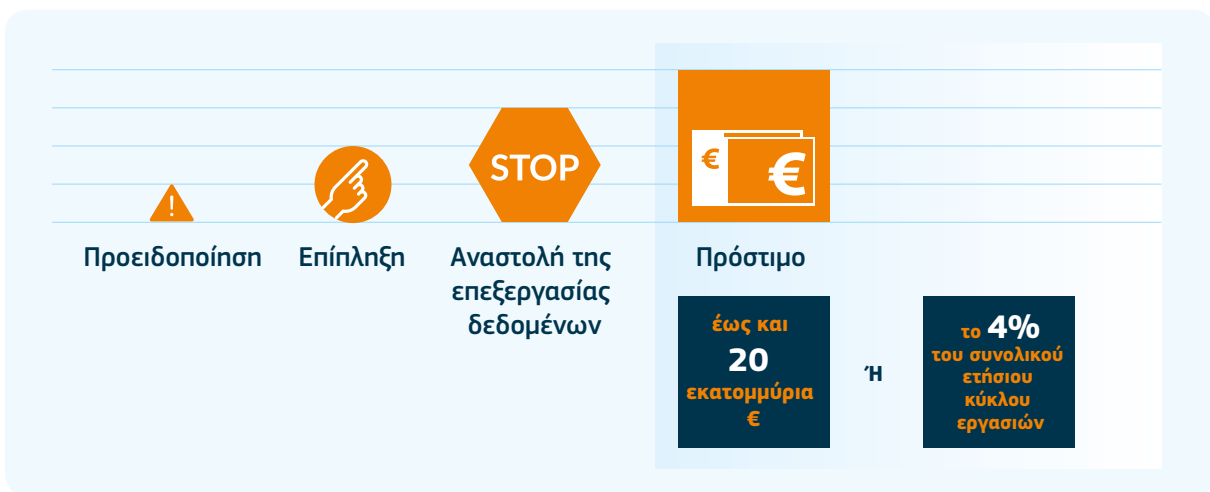 !
STOP
€
€
Προειδοποίηση
Επίπληξη
Αναστολή της
επεξεργασίας
δεδομένων
Πρόστιμο
έως και
20
εκατομμύρια
€
Ή
το 4%
του συνολικού
ετήσιου
κύκλου
εργασιών